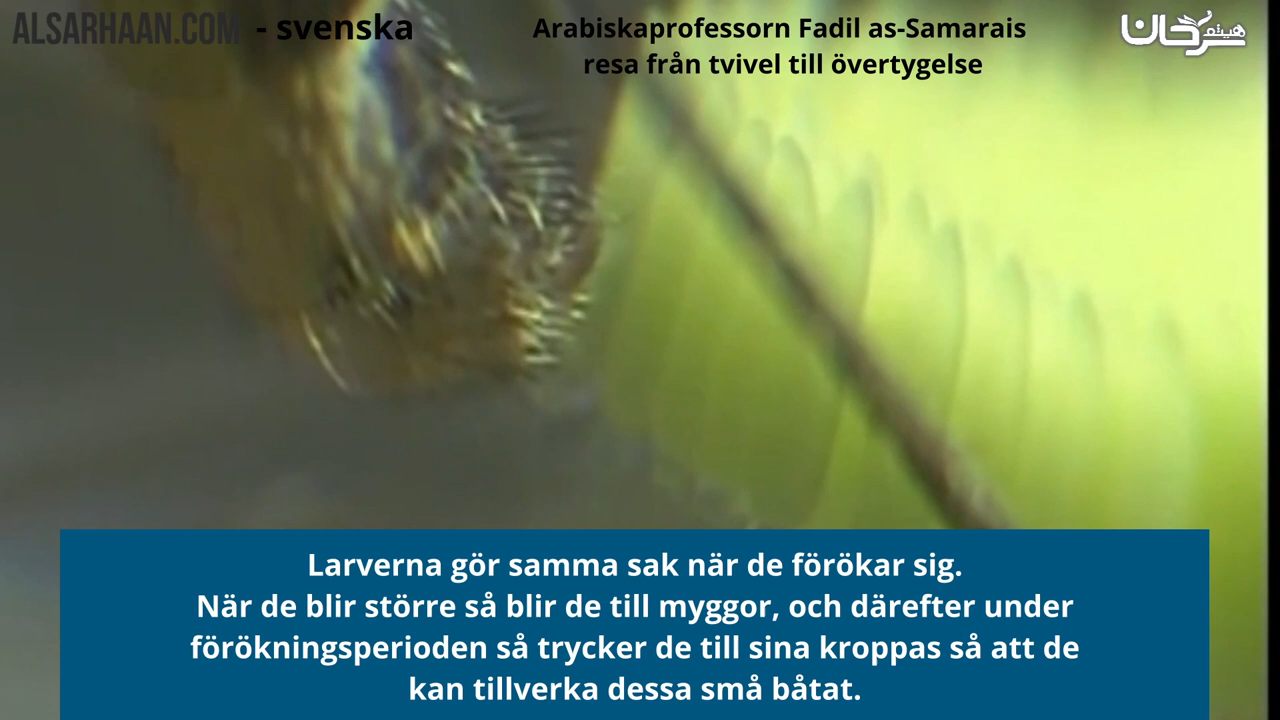 ALSARHAAN.COM - svenska
Arabiskaprofessorn Fadil as-Samarais
resa från tvivel till övertygelse
هيثم
سرحان
Larverna gör samma sak när de förökar sig.
När de blir större så blir de till myggor, och därefter under
förökningsperioden så trycker de till sina kroppas så att de
kan tillverka dessa små båtat.